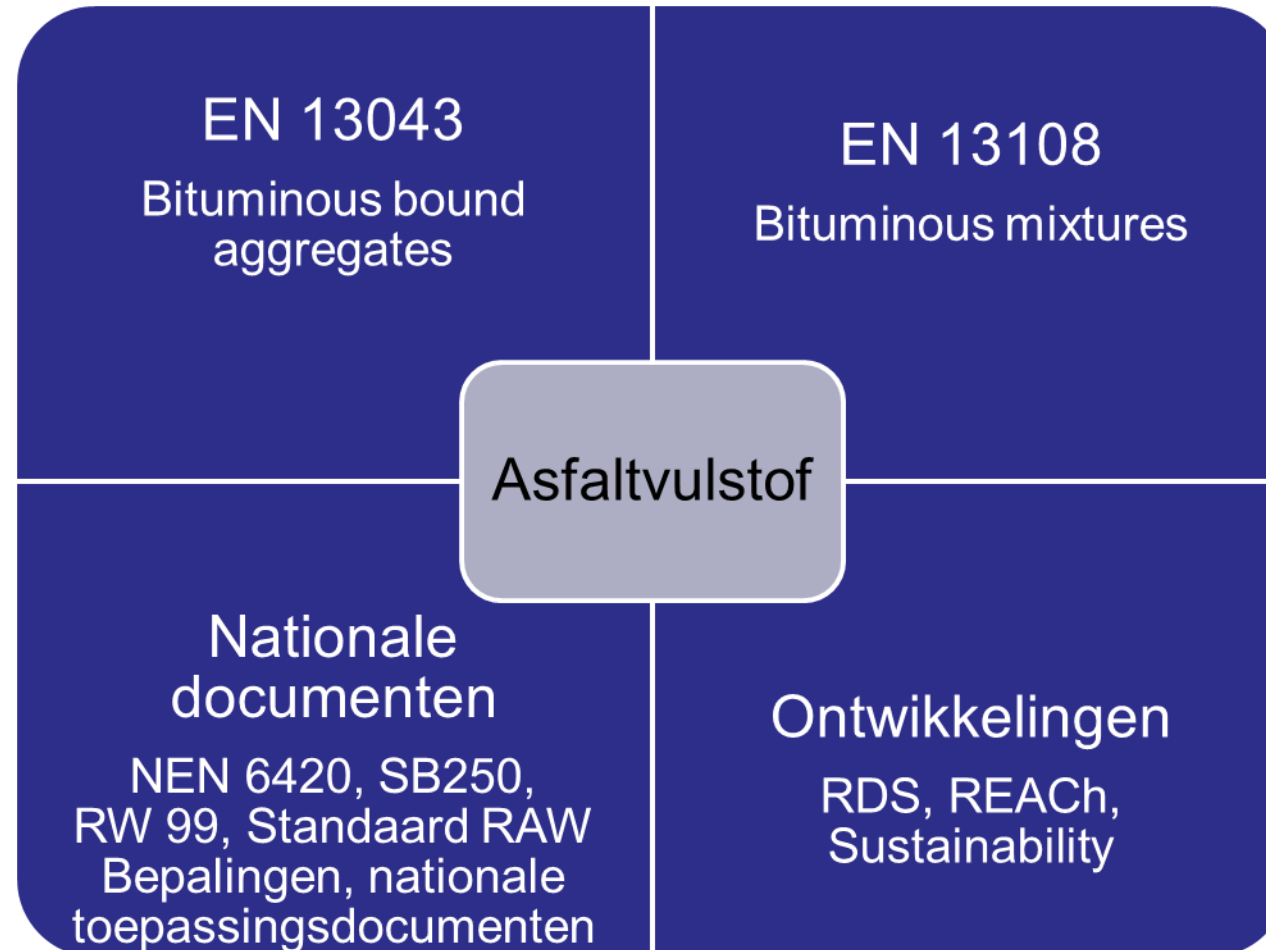 EN 13043
Bituminous bound
aggregates
EN 13108
Bituminous mixtures
Asfaltvulstof
Nationale
documenten
NEN 6420, SB250,
RW 99, Standaard RAW
Bepalingen, nationale
toepassingsdocumenten
Ontwikkelingen
RDS, REACh,
Sustainability